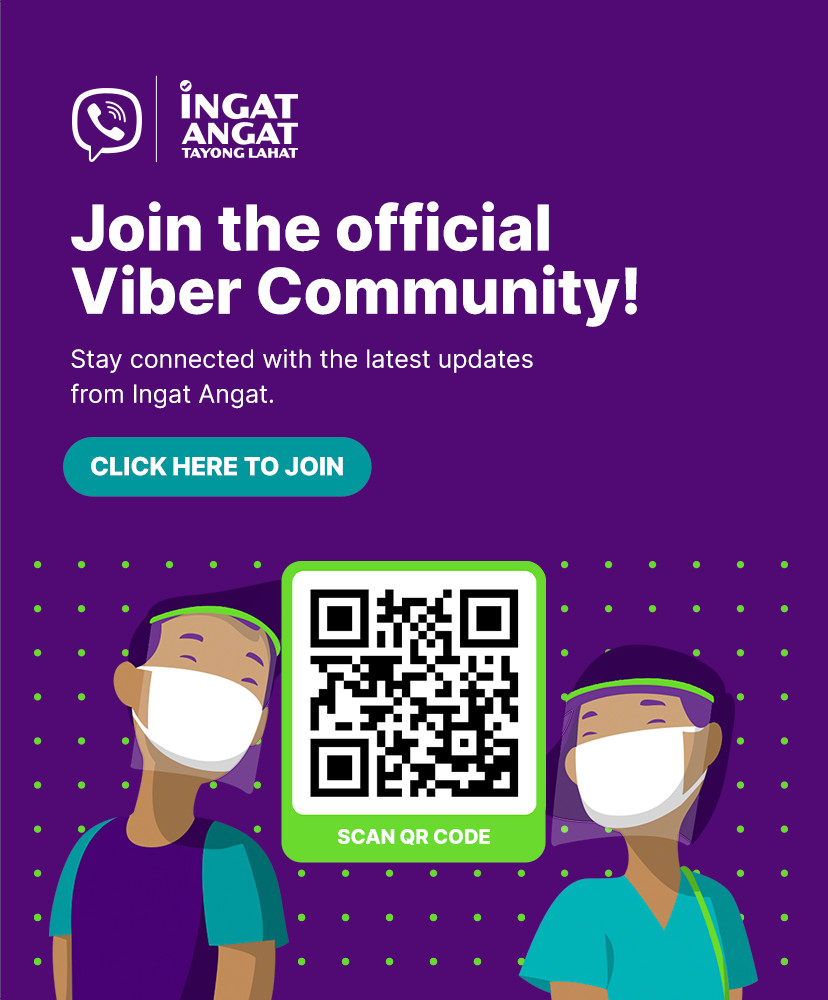 INGAT
ANGAT
TAYONG LAHAT
Join the official
Viber Community!
Stay connected with the latest updates
from Ingat Angat.
CLICK HERE TO JOIN
SCAN QR CODE